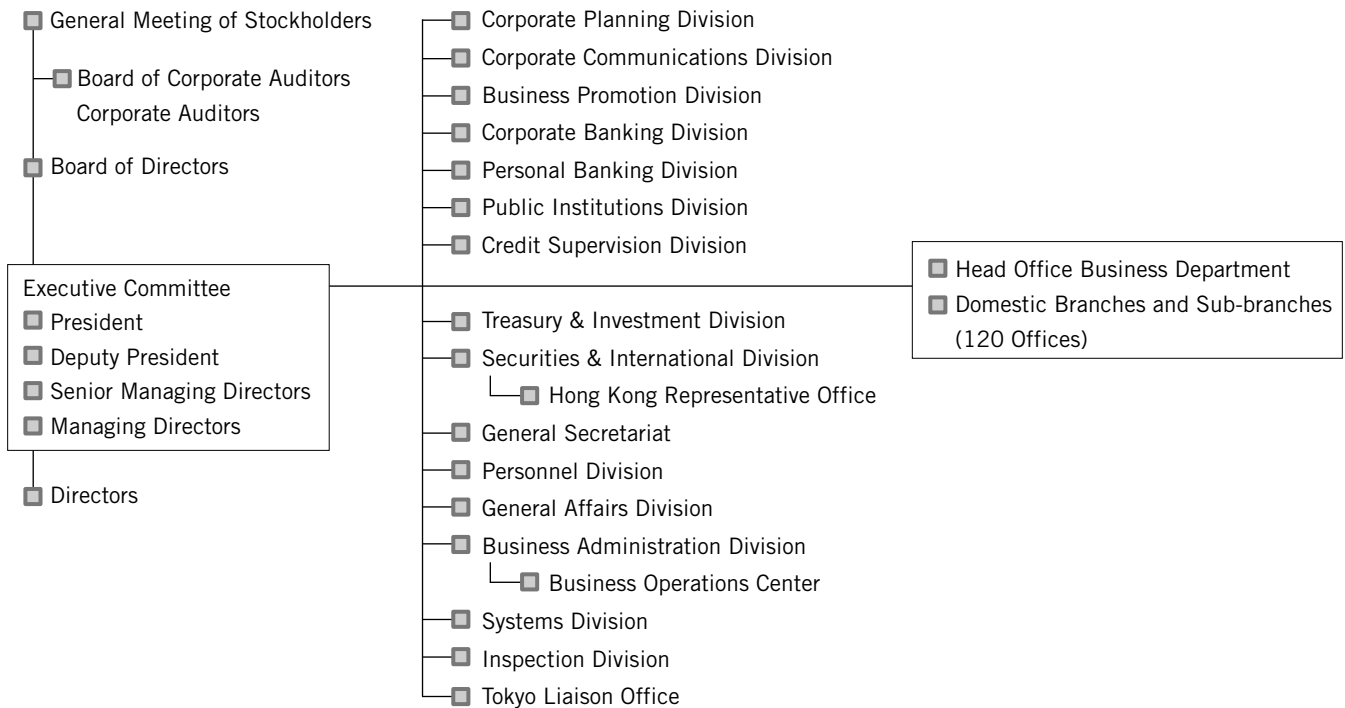 General Meeting of Stockholders
Board of Corporate Auditors
Corporate Auditors
Board of Directors
Executive Committee
President
Deputy President
Senior Managing Directors
Managing Directors
Directors
Corporate Planning Division
Corporate Communications Division
Business Promotion Division
Corporate Banking Division
Personal Banking Division
Public Institutions Division
Credit Supervision Division
Treasury & Investment Division
Securities & International Division
Hong Kong Representative Office
General Secretariat
Personnel Division
General Affairs Division
Business Administration Division
Business Operations Center
Systems Division
Inspection Division
Tokyo Liaison Office
Head Office Business Department
Domestic Branches and Sub-branches
(120 Offices)